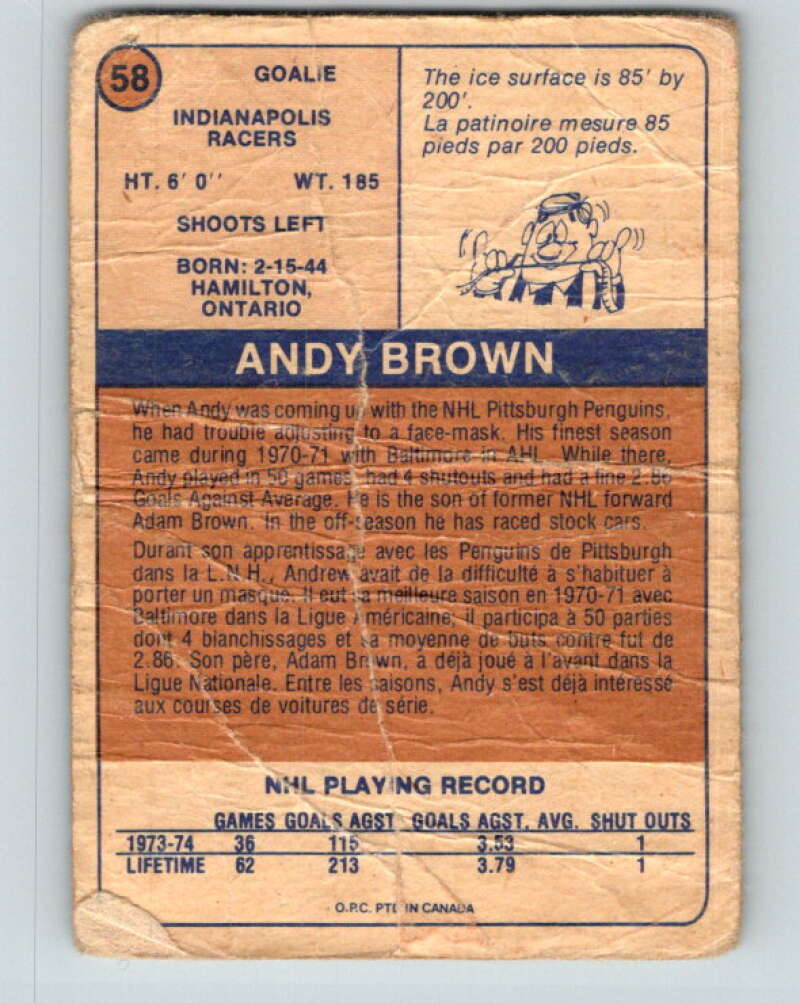 58
GOALIE
INDIANAPOLIS
RACERS
HT. 6' 0'' WT. 185
SHOOTS LEFT
BORN: 2-15-44
HAMILTON,
ONTARIO
The ice surface is 85' by
200'.
La patinoire mesure 85
pieds par 200 pieds.
ANDY BROWN
When Andy was coming up with the NHL Pittsburgh Penguins,
he had trouble adjusting to a face-mask. His finest season
came during 1970-71 with Baltimore in AHL. While there,
Andy played in 50 games, had 4 shutouts and had a fine 2.86
Goals Against Average. He is the son of former NHL forward
Adam Brown. In the off-season he has raced stock cars.
Durant son apprentissage avec les Penguins de Pittsburgh
dans la L.N.H., Andrew avait de la difficulté à s'habituer à
porter un masque. Il eut sa meilleure saison en 1970-71 avec
Baltimore dans la Ligue Américaine; il participa à 50 parties
dont 4 blanchissages et sa moyenne de buts contre fut de
2.86. Son père, Adam Brown, à déjà joué à l'avant dans la
Ligue Nationale. Entre les saisons, Andy s'est déjà intéressé
aux courses de voitures de série.
NHL PLAYING RECORD
GAMES GOALS AGST GOALS AGST. AVG. SHUT OUTS
1973-74 36 115 3.53 1
LIFETIME 62 213 3.79 1
O.P.C. PTD IN CANADA